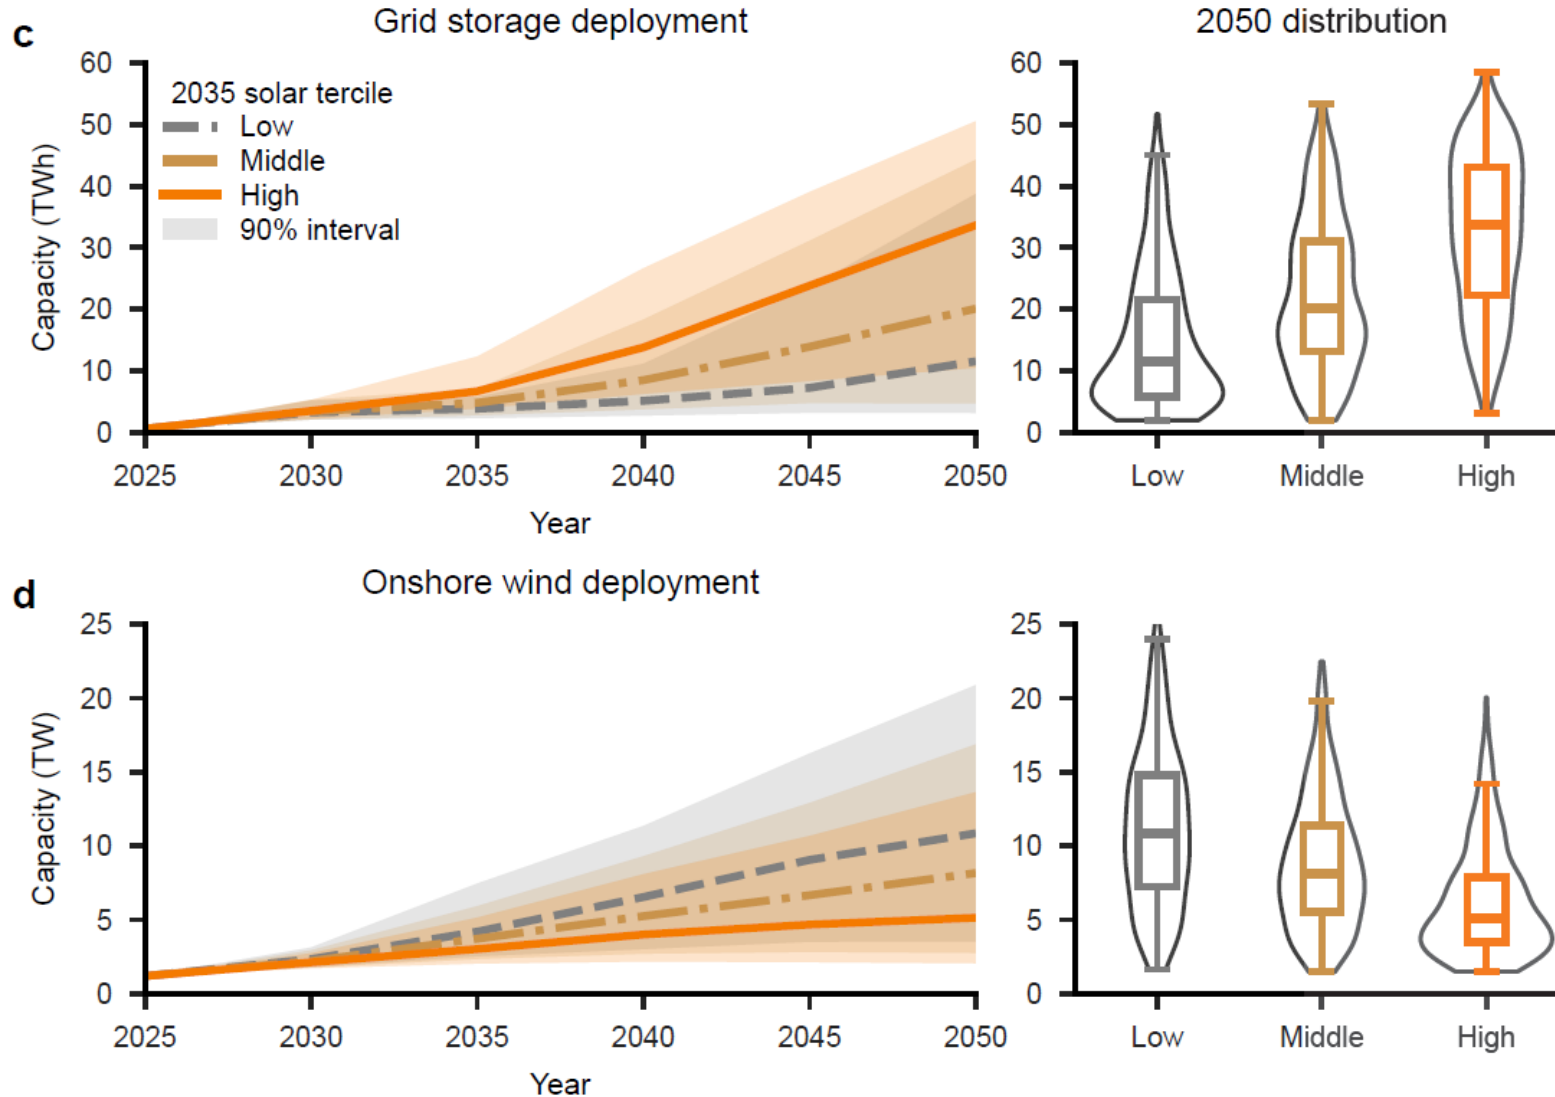 c
Grid storage deployment
2050 distribution
Capacity (TWh)
60
50
40
30
20
10
0
2035 solar tercile
Low
Middle
High
90% interval
2025 2030 2035 2040 2045 2050
Year
60
50
40
30
20
10
0
Low Middle High
d
Onshore wind deployment
Capacity (TW)
25
20
15
10
5
0
2025 2030 2035 2040 2045 2050
Year
25
20
15
10
5
0
Low Middle High